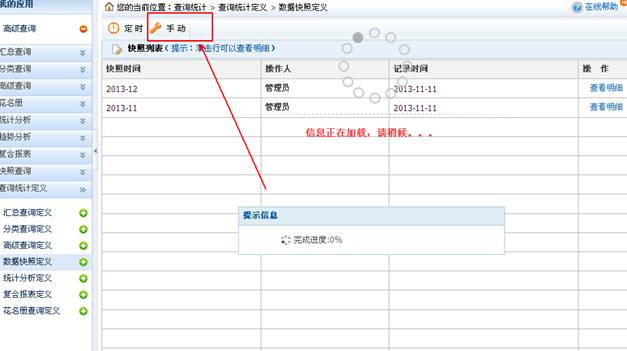 我的应用
您的当前位置：查询统计 > 查询统计定义 > 数据快照定义
在线帮助
高级查询
定 时 手 动
快照列表（提示：双击行可以查看明细）
汇总查询
分类查询
高级查询
花名册
统计分析
趋势分析
复合报表
快照查询
查询统计定义
汇总查询定义
分类查询定义
高级查询定义
数据快照定义
统计分析定义
复合报表定义
花名册查询定义
快照时间 操作人 记录时间 操 作
2013-12 管理员 2013-11-11 查看明细
2013-11 管理员 2013-11-11 查看明细
信息正在加载，请稍候。。。
提示信息
完成进度:0%